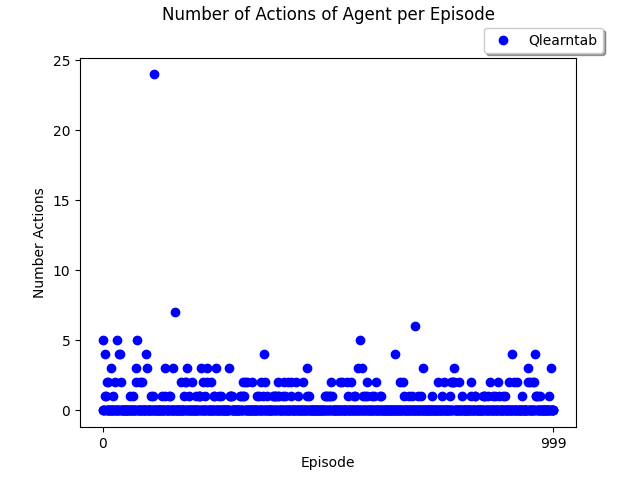 Number of Actions of Agent per Episode
Qlearntab
25
20
15
10
5
0
Number Actions
0
999
Episode